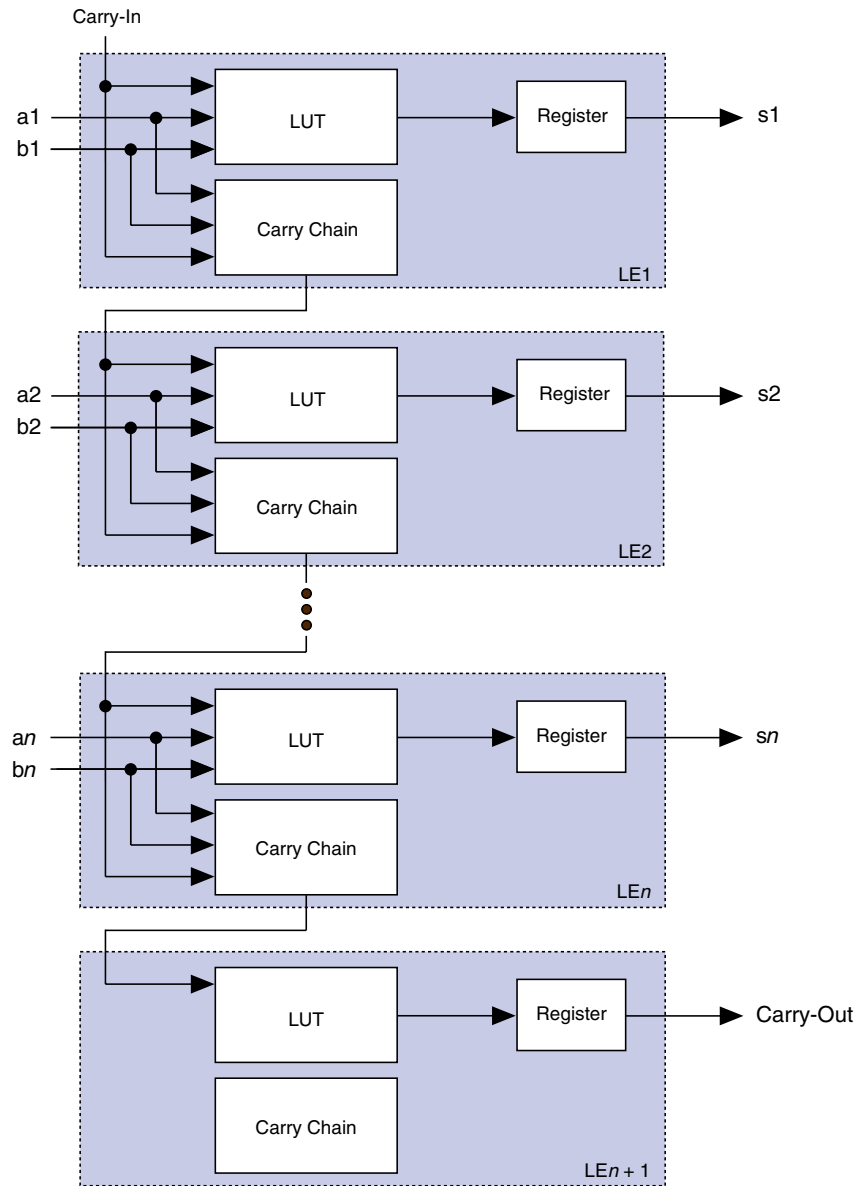 Carry-In
a1
b1
LUT
Register
s1
Carry Chain
LE1
a2
b2
LUT
Register
s2
Carry Chain
LE2
an
bn
LUT
Register
sn
Carry Chain
LEn
LUT
Register
Carry-Out
Carry Chain
LEn + 1